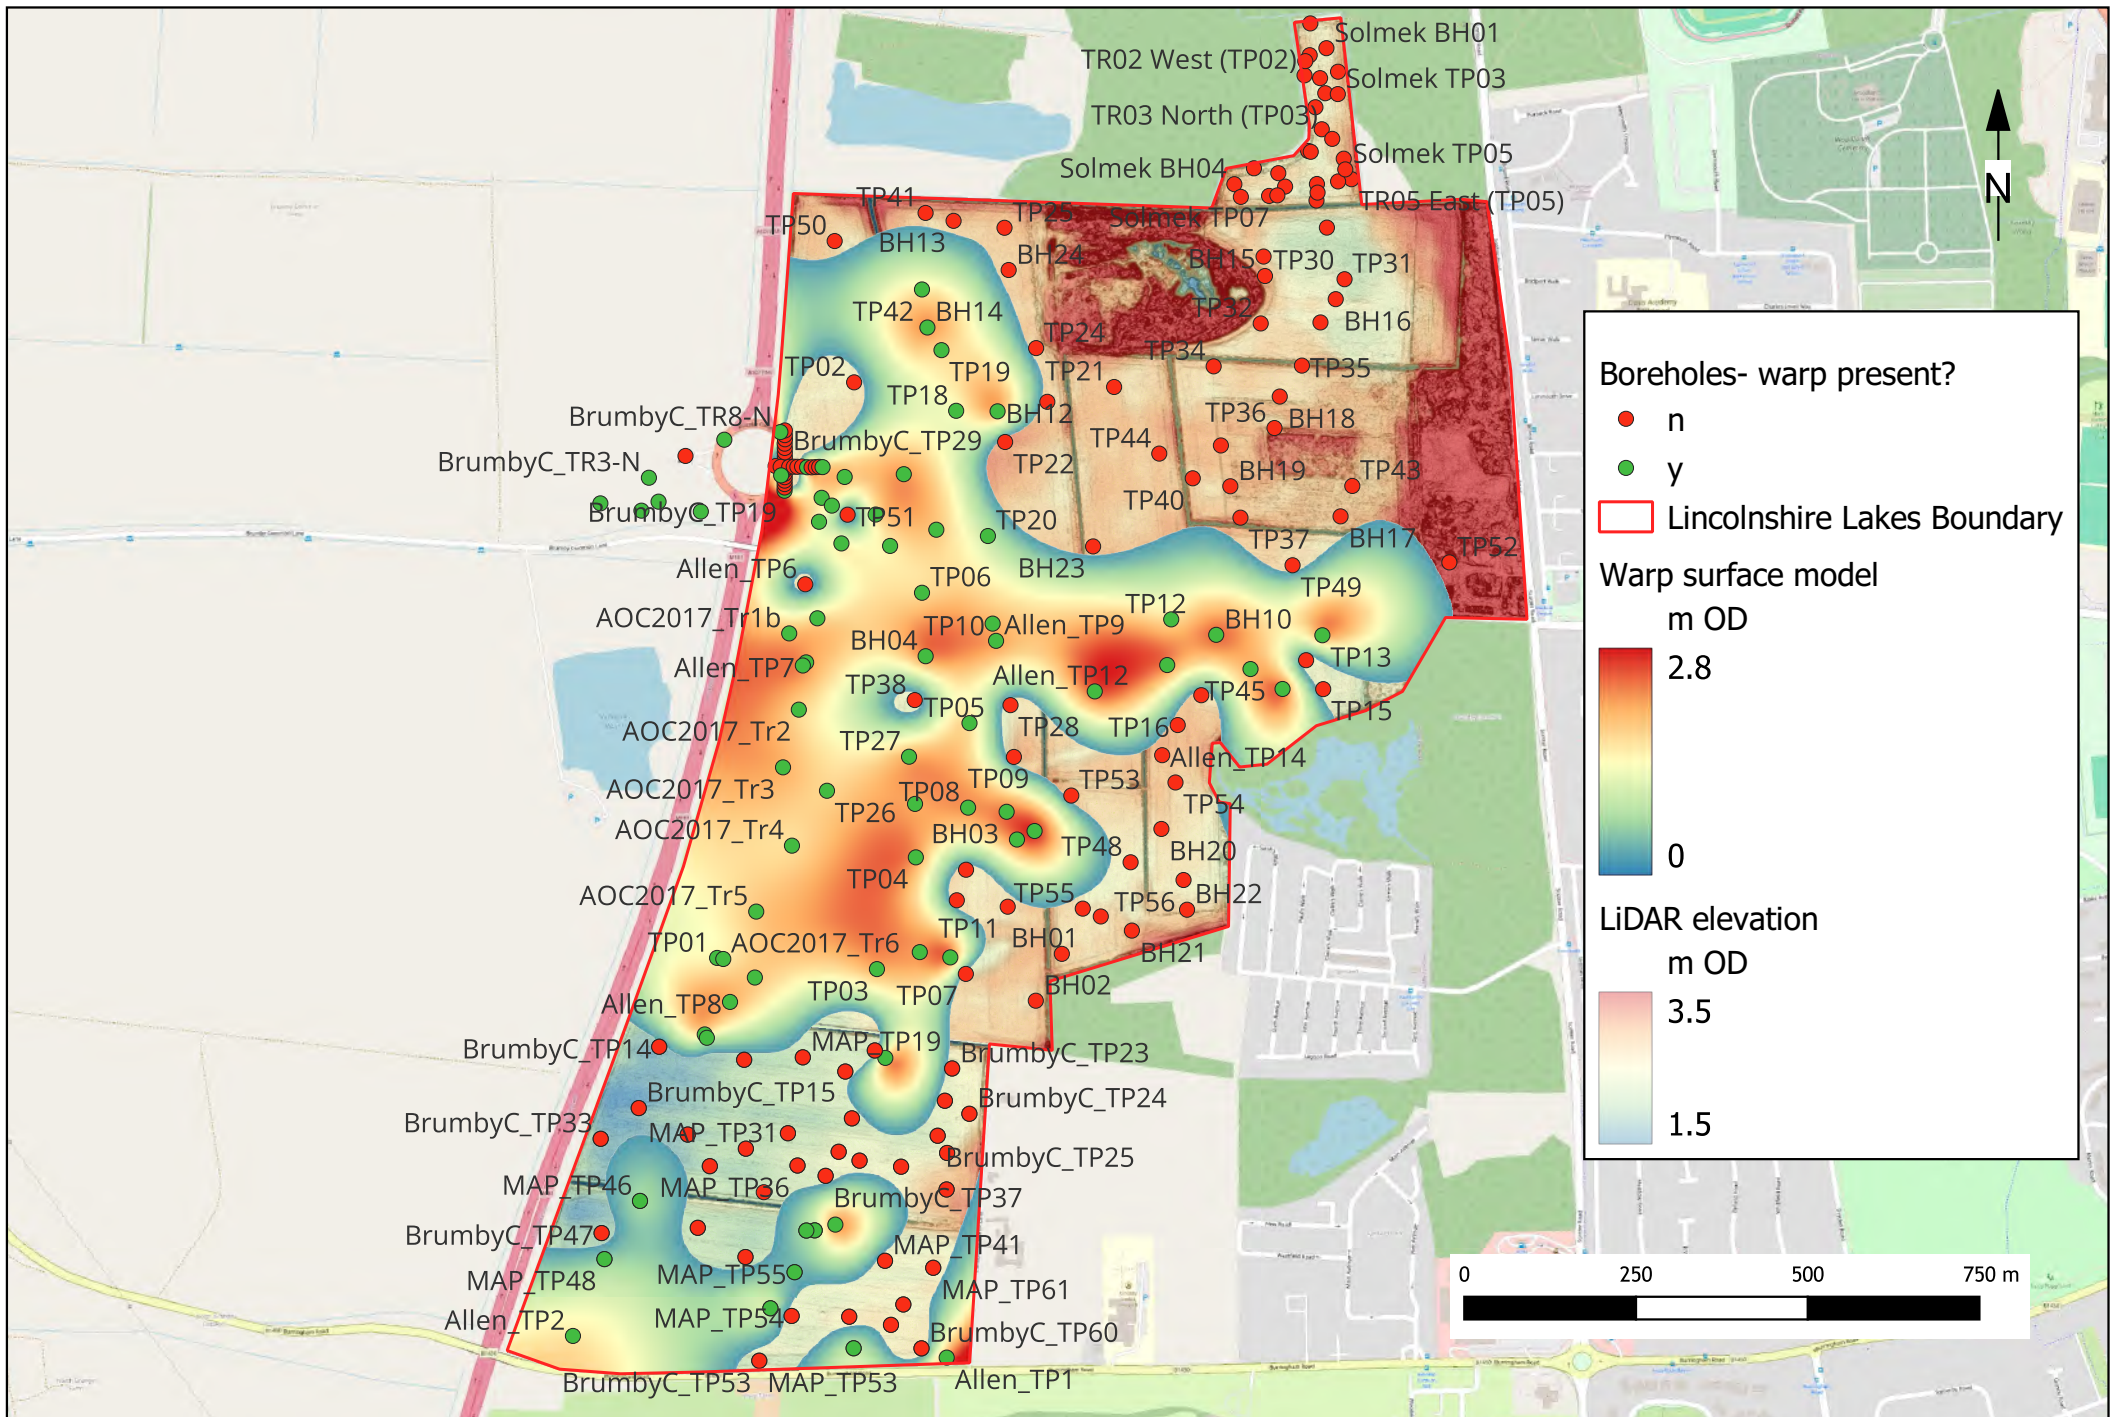 Solmek BH01
TR02 West (TP02)
Solmek TP03
TR03 North (TP03)
Solmek TP05
Solmek BH04
TR05 East (TP05)
Solmek TP07
N
TP41
TP50
TP25
BH13
BH24
BH15
TP30
TP31
TP42
BH14
TP32
BH16
TP24
TP02
TP19
TP21
TP34
TP35
TP18
BH12
TP36
BH18
BrumbyC_TR8-N
BrumbyC_TP29
TP44
BrumbyC_TR3-N
TP22
BH19
TP43
TP40
BrumbyC_TP19
TP51
TP20
TP37
BH17
TP52
Allen_TP6
TP06
BH23
TP49
AOC2017_Tr1b
TP12
BH10
TP10
Allen_TP9
BH04
Allen_TP7
TP13
Allen_TP12
TP38
TP05
TP45
TP15
AOC2017_Tr2
TP28
TP16
TP27
Allen_TP14
TP09
TP53
AOC2017_Tr3
TP08
TP54
TP26
AOC2017_Tr4
BH03
TP48
BH20
TP04
AOC2017_Tr5
TP55
TP56
BH22
TP01
AOC2017_Tr6
TP11
BH01
BH21
TP03
TP07
BH02
Allen_TP8
BrumbyC_TP14
MAP_TP19
BrumbyC_TP23
BrumbyC_TP15
BrumbyC_TP24
BrumbyC_TP33
MAP_TP31
BrumbyC_TP25
MAP_TP46
MAP_TP36
BrumbyC_TP37
BrumbyC_TP47
MAP_TP41
MAP_TP48
MAP_TP55
MAP_TP61
Allen_TP2
MAP_TP54
BrumbyC_TP60
BrumbyC_TP53
MAP_TP53
Allen_TP1
Boreholes- warp present?
n
y
Lincolnshire Lakes Boundary
Warp surface model
m OD
2.8
0
LiDAR elevation
m OD
3.5
1.5
0 250 500 750 m